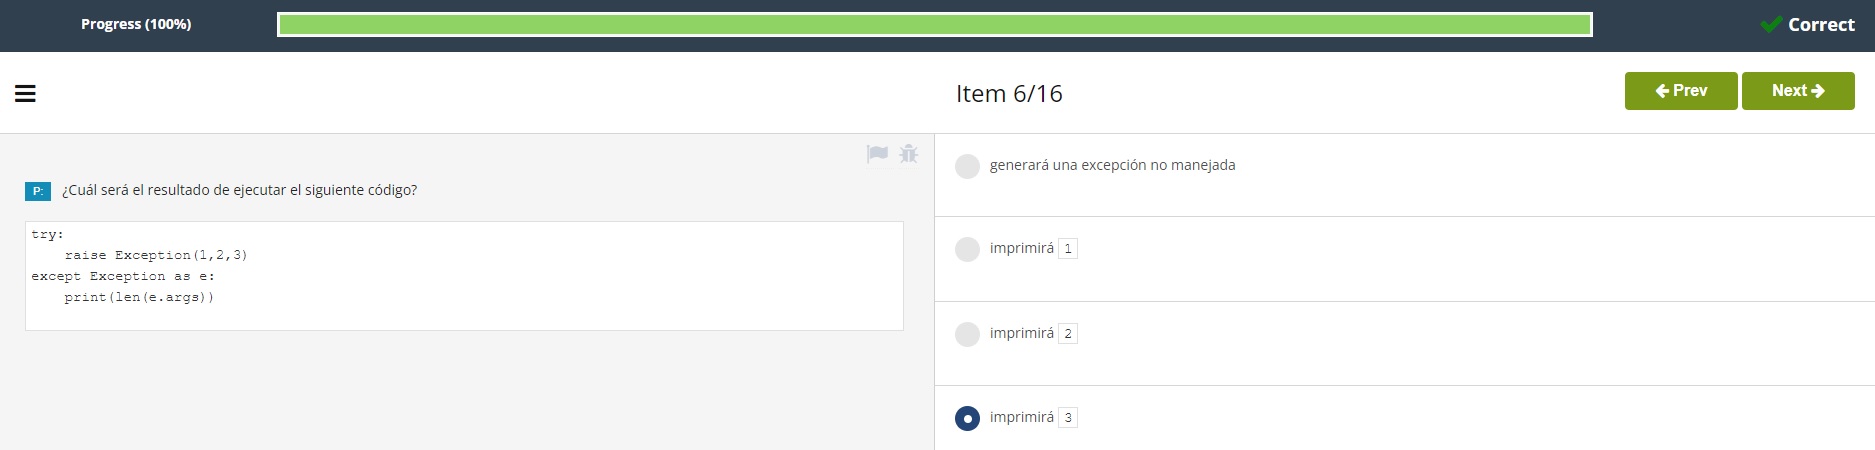 Progress (100%)
Correct
Item 6/16
Prev
Next
P: ¿Cuál será el resultado de ejecutar el siguiente código?
try:
    raise Exception(1,2,3)
except Exception as e:
    print(len(e.args))
generará una excepción no manejada
imprimirá 1
imprimirá 2
imprimirá 3